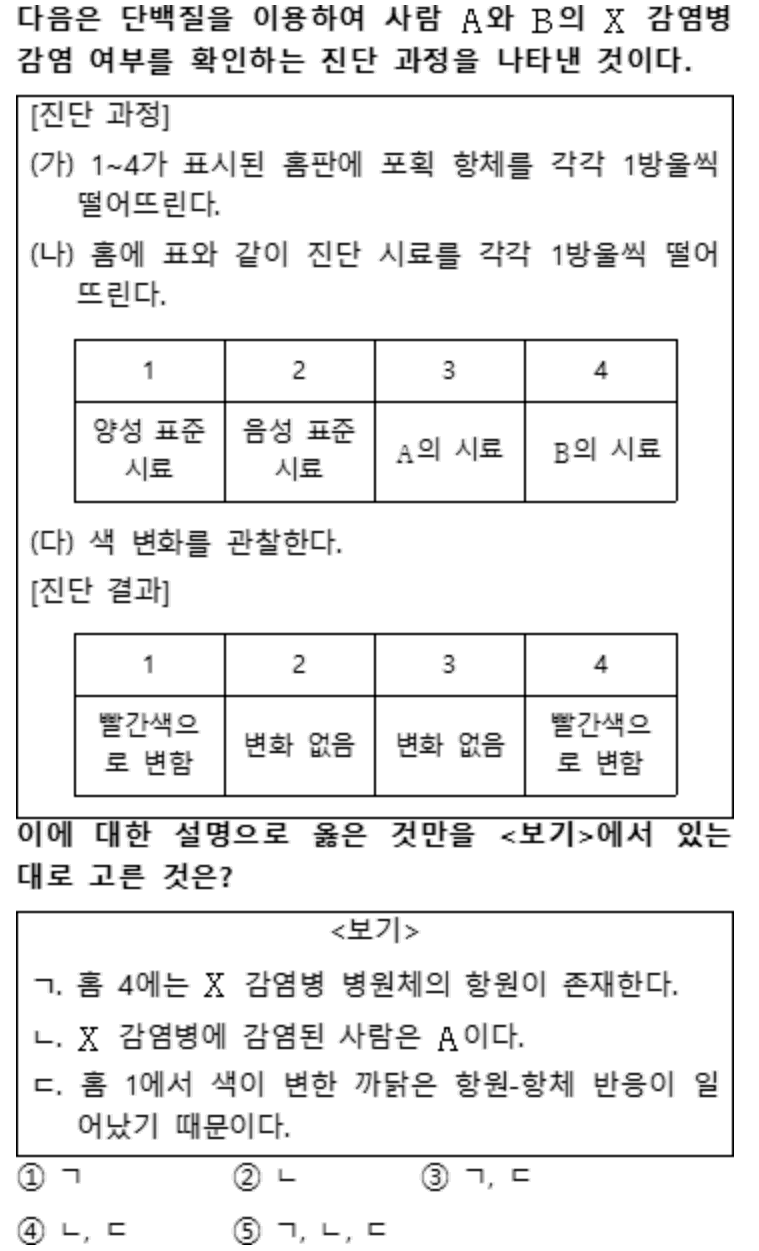 다음은 단백질을 이용하여 사람 A와 B의 X 감염병
감염 여부를 확인하는 진단 과정을 나타낸 것이다.
[진단 과정]
(가) 1~4가 표시된 홈판에 포획 항체를 각각 1방울씩
떨어뜨린다.
(나) 홈에 표와 같이 진단 시료를 각각 1방울씩 떨어
뜨린다.
1 2 3 4
양성 표준 음성 표준 A의 시료 B의 시료
시료 시료
(다) 색 변화를 관찰한다.
[진단 결과]
1 2 3 4
빨간색으 변화 없음 변화 없음 빨간색으
로 변함 로 변함
이에 대한 설명으로 옳은 것만을 <보기>에서 있는
대로 고른 것은?
<보기>
ㄱ. 홈 4에는 X 감염병 병원체의 항원이 존재한다.
ㄴ. X 감염병에 감염된 사람은 A이다.
ㄷ. 홈 1에서 색이 변한 까닭은 항원-항체 반응이 일
어났기 때문이다.
① ㄱ ② ㄴ ③ ㄱ, ㄷ
④ ㄴ, ㄷ ⑤ ㄱ, ㄴ, ㄷ